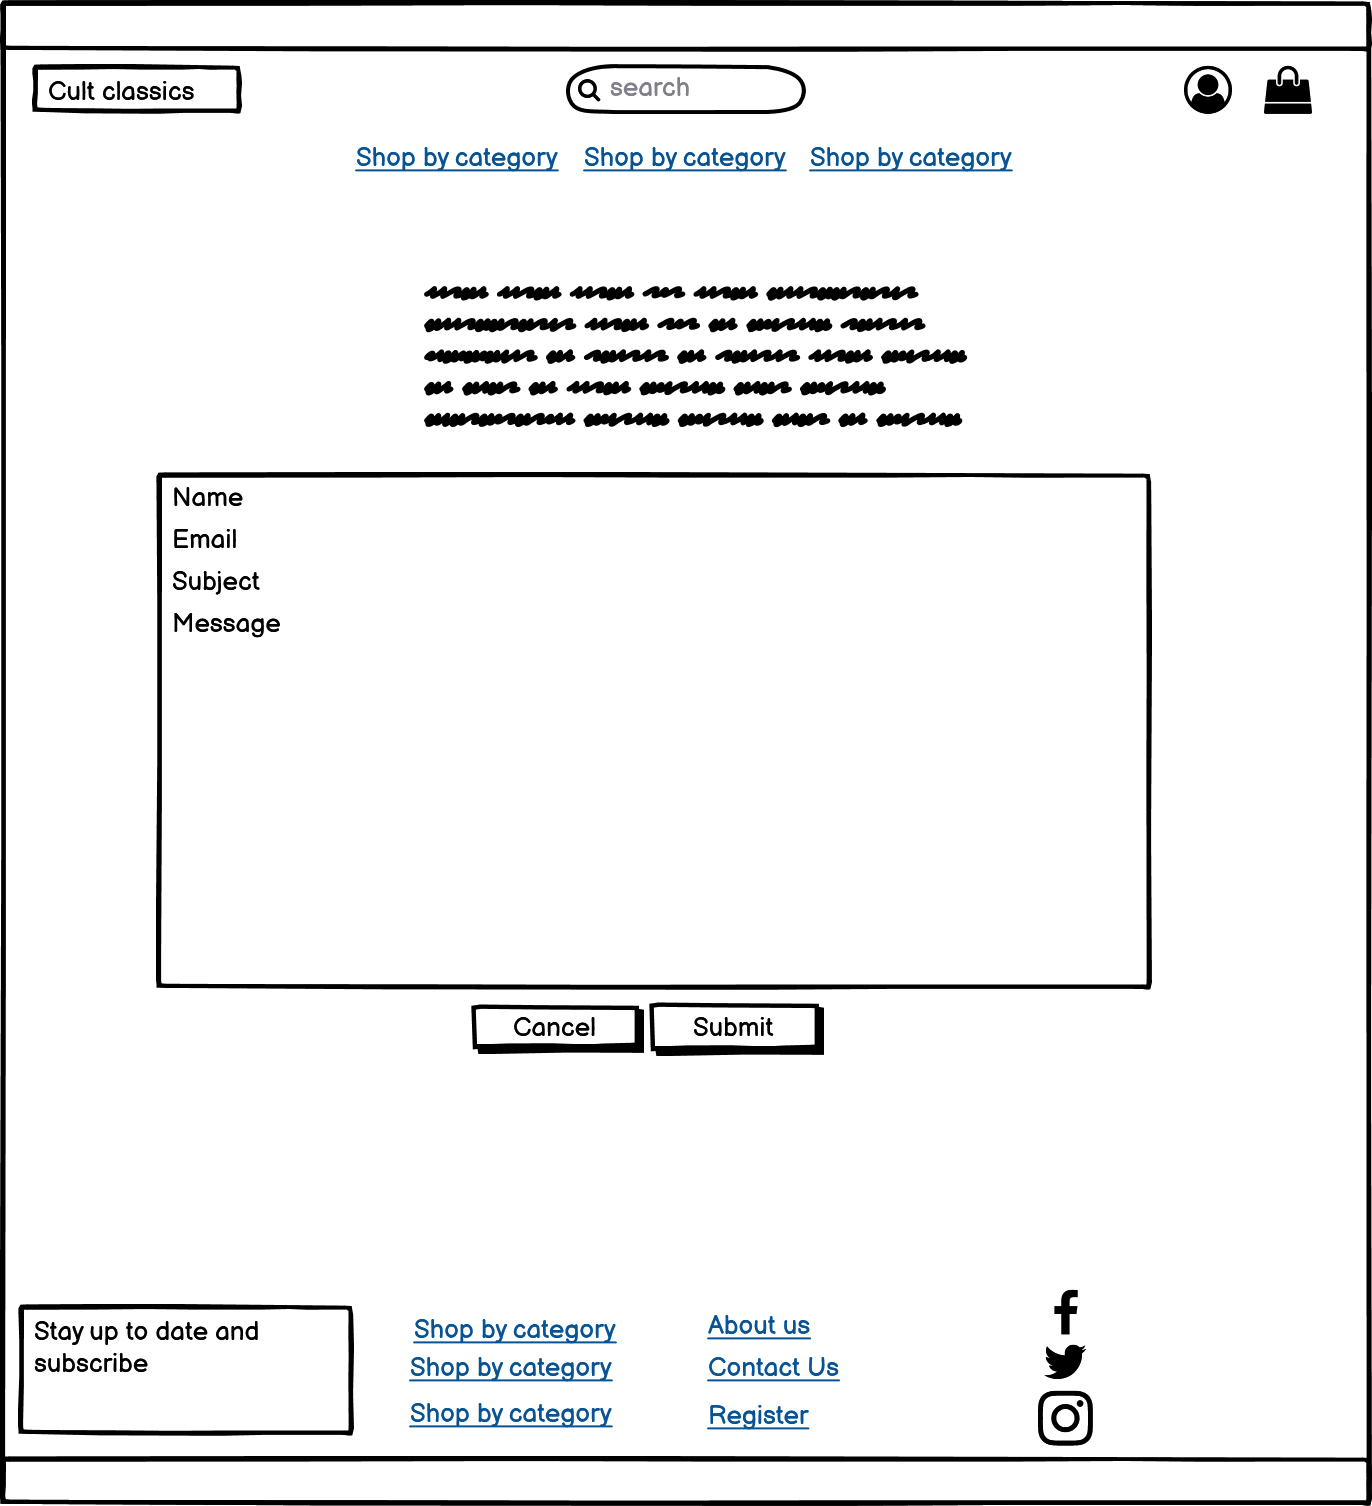 Cult classics
search
Shop by category Shop by category Shop by category
Name
Email
Subject
Message
Cancel Submit
Stay up to date and
subscribe
Shop by category
Shop by category
Shop by category
About us
Contact Us
Register